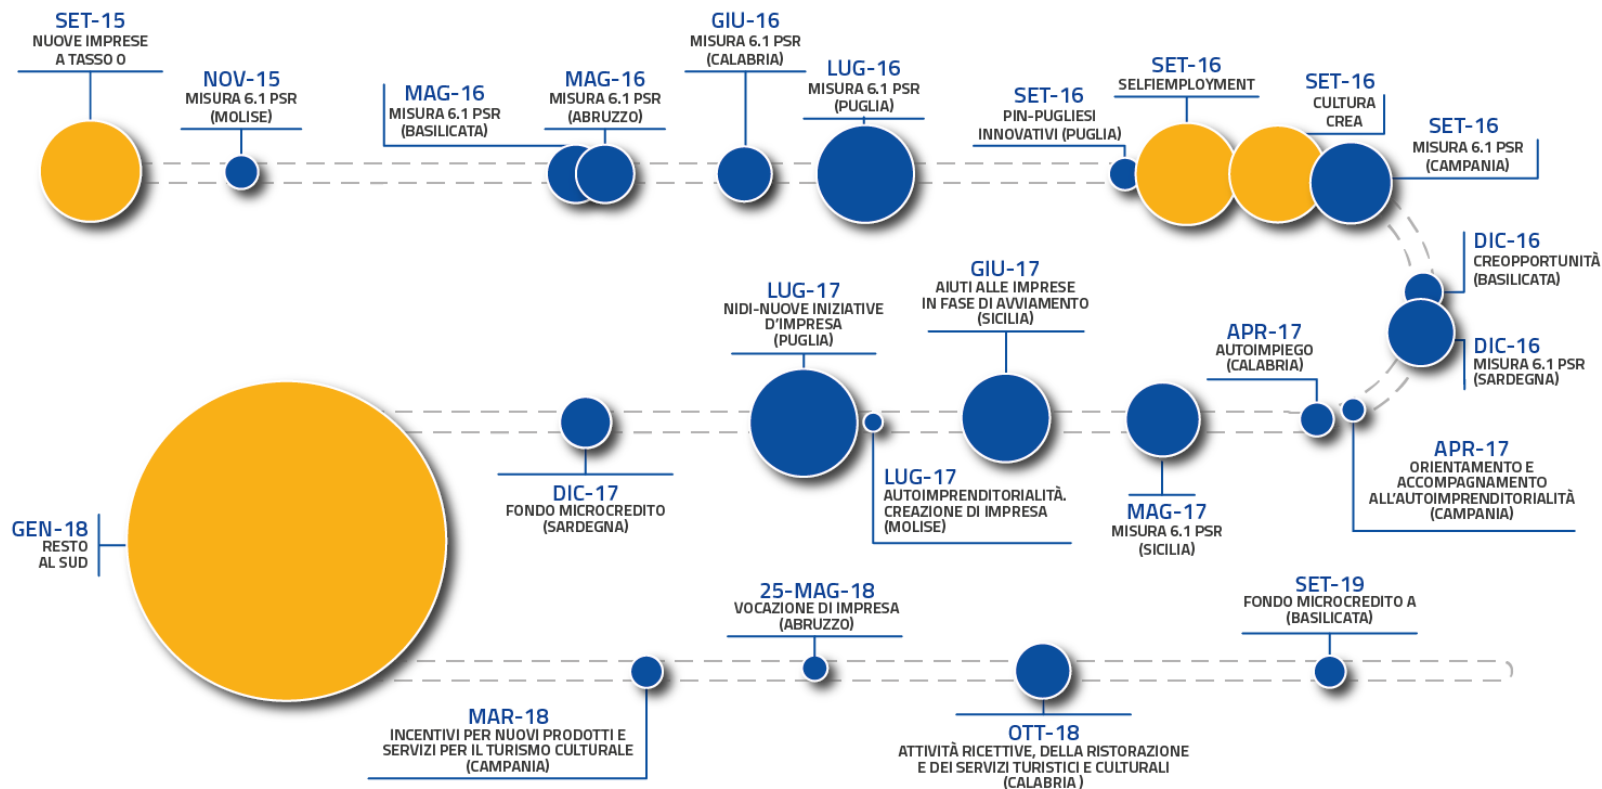 SET-15
NUOVE IMPRESE
A TASSO 0
NOV-15
MISURA 6.1 PSR
(MOLISE)
MAG-16
MISURA 6.1 PSR
(BASILICATA)
MAG-16
MISURA 6.1 PSR
(ABRUZZO)
GIU-16
MISURA 6.1 PSR
(CALABRIA)
LUG-16
MISURA 6.1 PSR
(PUGLIA)
SET-16
PIN-PUGLIESI
INNOVATIVI (PUGLIA)
SET-16
SELFIEMPLOYMENT
SET-16
CULTURA
CREA
SET-16
MISURA 6.1 PSR
(CAMPANIA)
DIC-16
CREOPPORTUNITÀ
(BASILICATA)
DIC-16
MISURA 6.1 PSR
(SARDEGNA)
APR-17
ORIENTAMENTO E
ACCOMPAGNAMENTO
ALL'AUTOIMPRENDITORIALITÀ
(CAMPANIA)
APR-17
AUTOIMPIEGO
(CALABRIA)
MAG-17
MISURA 6.1 PSR
(SICILIA)
GIU-17
AIUTI ALLE IMPRESE
IN FASE DI AVVIAMENTO
(SICILIA)
LUG-17
AUTOIMPRENDITORIALITÀ.
CREAZIONE DI IMPRESA
(MOLISE)
LUG-17
NIDI-NUOVE INIZIATIVE
D'IMPRESA
(PUGLIA)
DIC-17
FONDO MICROCREDITO
(SARDEGNA)
GEN-18
RESTO
AL SUD
MAR-18
INCENTIVI PER NUOVI PRODOTTI E
SERVIZI PER IL TURISMO CULTURALE
(CAMPANIA)
25-MAG-18
VOCAZIONE DI IMPRESA
(ABRUZZO)
OTT-18
ATTIVITÀ RICETTIVE, DELLA RISTORAZIONE
E DEI SERVIZI TURISTICI E CULTURALI
(CALABRIA )
SET-19
FONDO MICROCREDITO A
(BASILICATA)